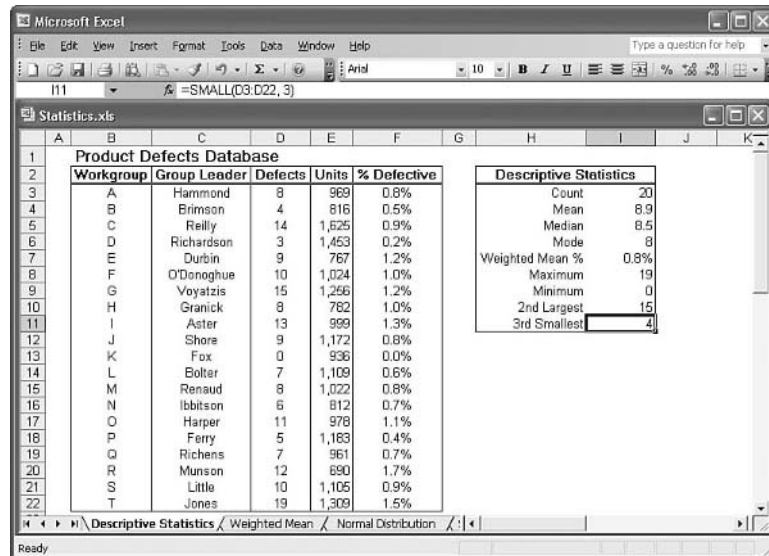 Microsoft Excel
File Edit View Insert Format Tools Data Window Help Type a question for help
Arial 10 B I U
I11 fx =SMALL(D3:D22, 3)
Statistics.xls
A B C D E F G H I J K
1 Product Defects Database
2 Workgroup Group Leader Defects Units % Defective Descriptive Statistics
3 A Hammond 8 969 0.8% Count 20
4 B Brimson 4 816 0.5% Mean 8.9
5 C Reilly 14 1,625 0.9% Median 8.5
6 D Richardson 3 1,453 0.2% Mode 8
7 E Durbin 9 767 1.2% Weighted Mean % 0.8%
8 F O'Donoghue 10 1,024 1.0% Maximum 19
9 G Voyatzis 15 1,256 1.2% Minimum 0
10 H Granick 8 782 1.0% 2nd Largest 15
11 I Aster 13 999 1.3% 3rd Smallest 4
12 J Shore 9 1,172 0.8%
13 K Fox 0 936 0.0%
14 L Bolter 7 1,109 0.6%
15 M Renaud 8 1,022 0.8%
16 N Ibbitson 6 812 0.7%
17 O Harper 11 978 1.1%
18 P Ferry 5 1,183 0.4%
19 Q Richens 7 961 0.7%
20 R Munson 12 690 1.7%
21 S Little 10 1,105 0.9%
22 T Jones 19 1,309 1.5%
Descriptive Statistics / Weighted Mean / Normal Distribution /
Ready